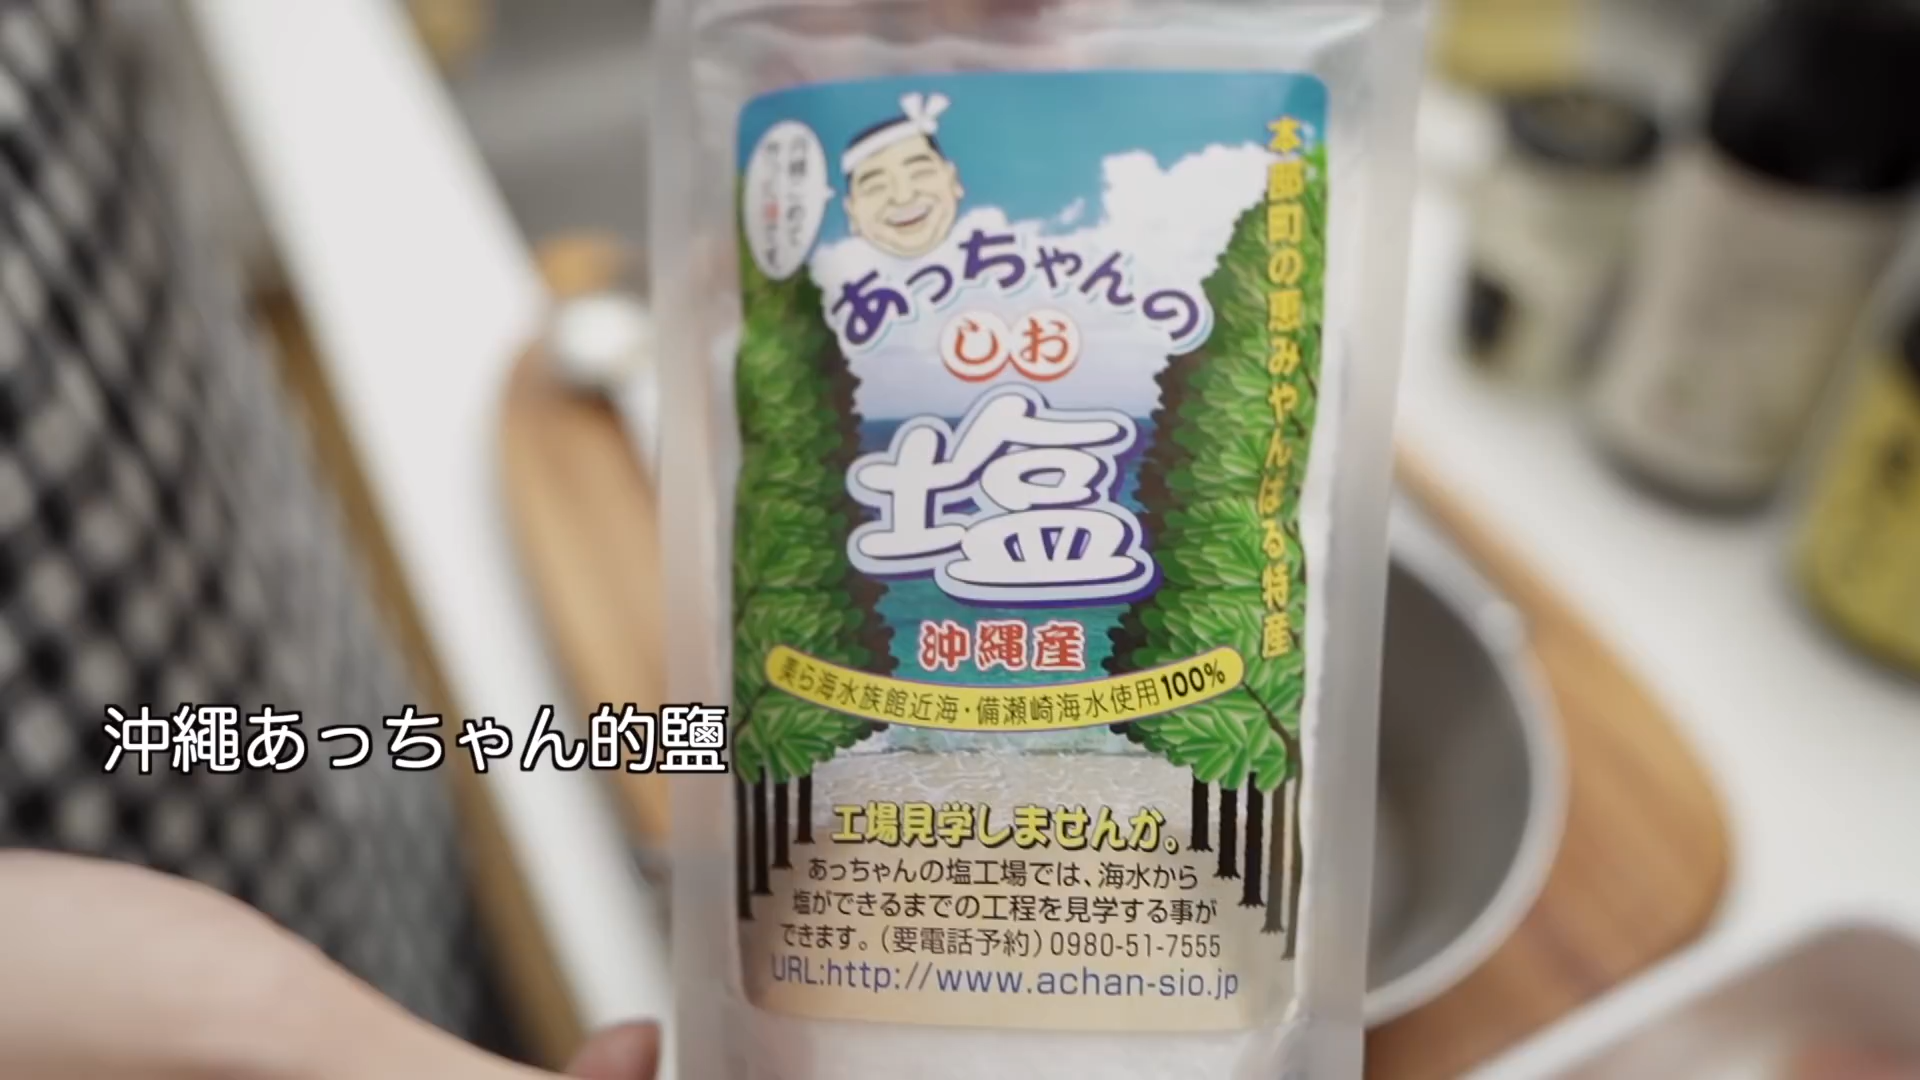 あっちゃんの
しお
塩
沖縄産
美ら海水族館近海・備瀬崎海水使用100%
本部町の恵みやんばる特産
沖繩あっちゃん的鹽
工場見学しませんか。
あっちゃんの塩工場では、海水から
塩ができるまでの工程を見学する事が
できます。(要電話予約)0980-51-7555
URL:http://www.achan-sio.jp